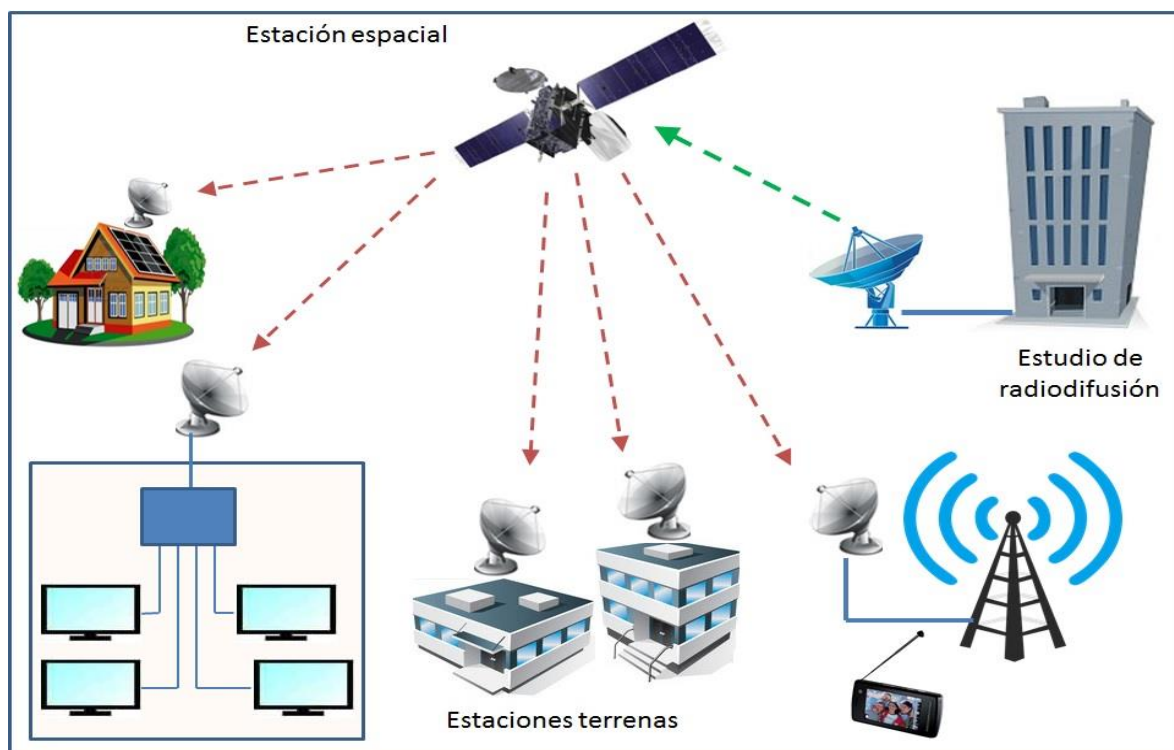 Estación espacial
Estudio de
radiodifusión
Estaciones terrenas